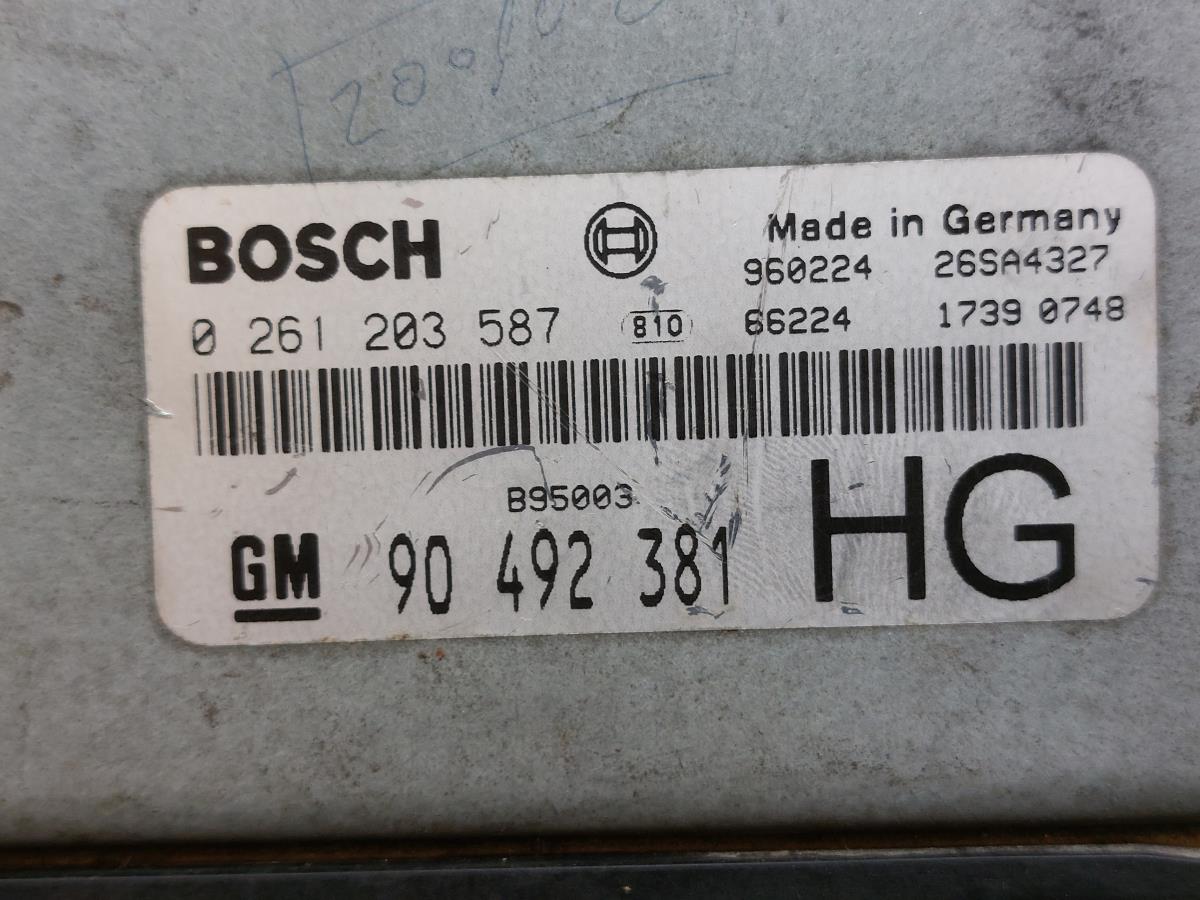 BOSCH
Made in Germany
960224 26SA4327
0 261 203 587 810 66224 1739 0748
B95003
GM 90 492 381 HG